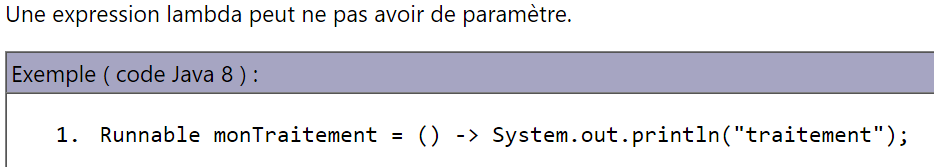 Une expression lambda peut ne pas avoir de paramètre.
Exemple ( code Java 8 ) :
1. Runnable monTraitement = () -> System.out.println("traitement");